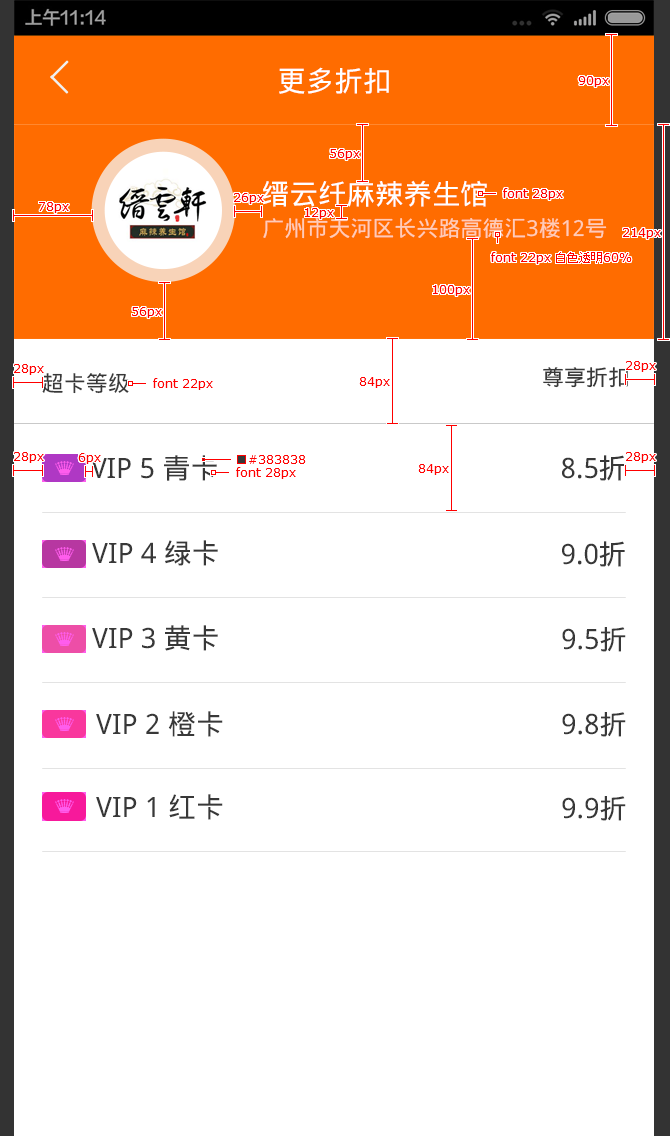 上午11:14
更多折扣
90px
56px
缙云纤麻辣养生馆
font 28px
78px
26px
12px
縉雲軒
麻辣养生馆
广州市天河区长兴路高德汇3楼12号
214px
font 22px 白色透明60%
100px
56px
28px
超卡等级
font 22px
84px
尊享折扣
28px
28px
6px
VIP 5 青卡
#383838
font 28px
84px
8.5折
28px
VIP 4 绿卡
9.0折
VIP 3 黄卡
9.5折
VIP 2 橙卡
9.8折
VIP 1 红卡
9.9折